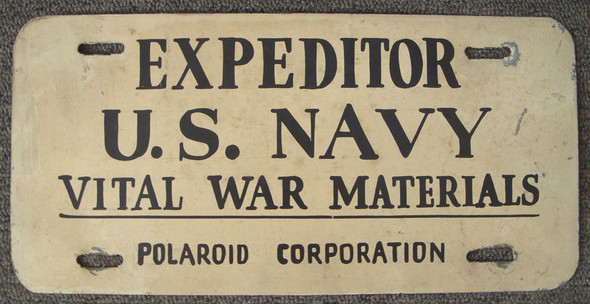 EXPEDITOR
U.S. NAVY
VITAL WAR MATERIALS
POLAROID CORPORATION